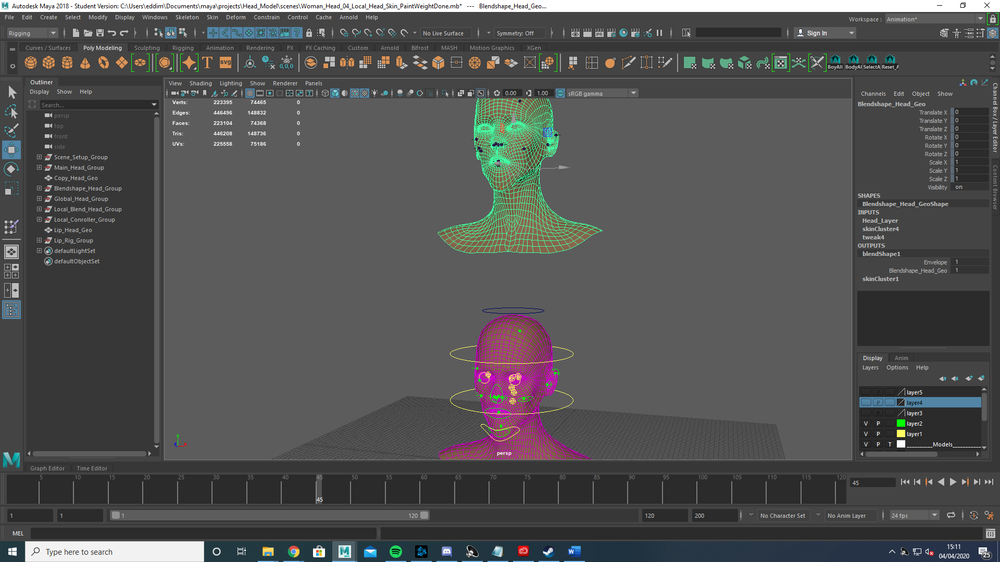 Autodesk Maya 2018 - Student Version: C:\Users\eddim\Documents\maya\projects\Head_Model\scenes\Woman_Head_04_Local_Head_Skin_PaintWeightDone.mb* --- Blendshape_Head_Geo...
File Edit Create Select Modify Display Windows Skeleton Skin Deform Constrain Control Cache Arnold Help
Workspace : Animation*
Rigging
No Live Surface
Symmetry: Off
Sign In
Curves / Surfaces Poly Modeling Sculpting Rigging Animation Rendering FX FX Caching Custom Arnold Bifrost MASH Motion Graphics XGen
T svg 0,0,0
BoyAll BodyAl SelectA Reset_A
Outliner
Display Show Help
Search...
persp
top
front
side
Scene_Setup_Group
Main_Head_Group
Copy_Head_Geo
Blendshape_Head_Group
Global_Head_Group
Local_Blend_Head_Group
Local_Conroller_Group
Lip_Head_Geo
Lip_Rig_Group
defaultLightSet
defaultObjectSet
View Shading Lighting Show Renderer Panels
0.00 1.00 ON sRGB gamma
Verts: 223395 74465 0
Edges: 446496 148832 0
Faces: 223104 74368 0
Tris: 446208 148736 0
UVs: 225558 75186 0
y
z x
persp
Channels Edit Object Show
Blendshape_Head_Geo
Translate X 0
Translate Y 0
Translate Z 0
Rotate X 0
Rotate Y 0
Rotate Z 0
Scale X 1
Scale Y 1
Scale Z 1
Visibility on
SHAPES
Blendshape_Head_GeoShape
INPUTS
Head_Layer
skinCluster4
tweak4
OUTPUTS
blendShape1
Envelope 1
Blendshape_Head_Geo 1
skinCluster1
Channel Box / Layer Editor
Content Browser
Display Anim
Layers Options Help
P layer5
P layer4
P layer3
V P layer2
V P layer1
V P T __________Models__________
Graph Editor Time Editor
5 10 15 20 25 30 35 40 45 50 55 60 65 70 75 80 85 90 95 100 105 110 115 120
45
45
1 1 1 120 120 200 No Character Set No Anim Layer 24 fps
MEL
Type here to search
15:11
04/04/2020
25